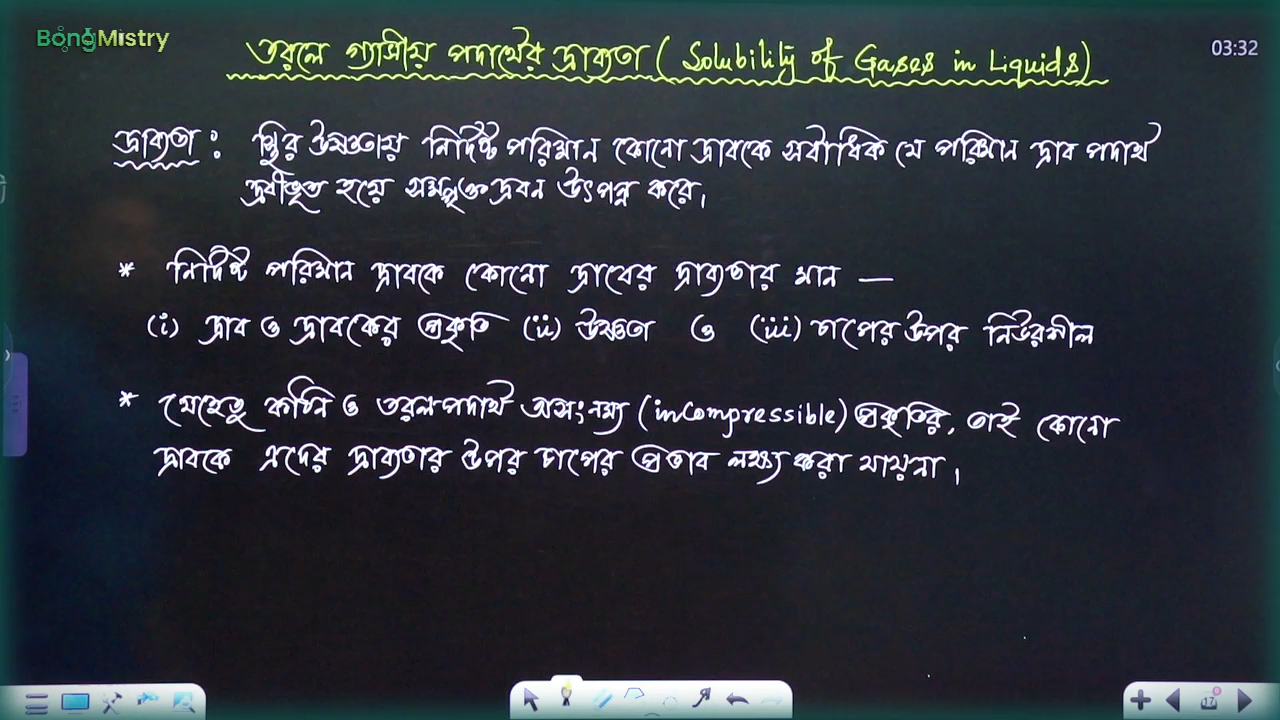 BongMistry
03:32
তরলে গ্যাসীয় পদার্থের দ্রাব্যতা ( Solubility of Gases in Liquids)
দ্রাব্যতা : স্থির উষ্ণতায় নির্দিষ্ট পরিমান কোনো দ্রাবকে সর্বাধিক যে পরিমান দ্রাব পদার্থ
দ্রবীভূত হয়ে সম্পৃক্ত দ্রবন উৎপন্ন করে।
* নির্দিষ্ট পরিমান দ্রাবকে কোনো দ্রাবের দ্রাব্যতার মান —
(i) দ্রাব ও দ্রাবকের প্রকৃতি (ii) উষ্ণতা ও (iii) চাপের উপর নির্ভরশীল
* যেহেতু কঠিন ও তরল পদার্থ অসংনম্য (incompressible) প্রকৃতির, তাই কোনো
দ্রাবকে এদের দ্রাব্যতার উপর চাপের প্রভাব লক্ষ্য করা যায়না।
17